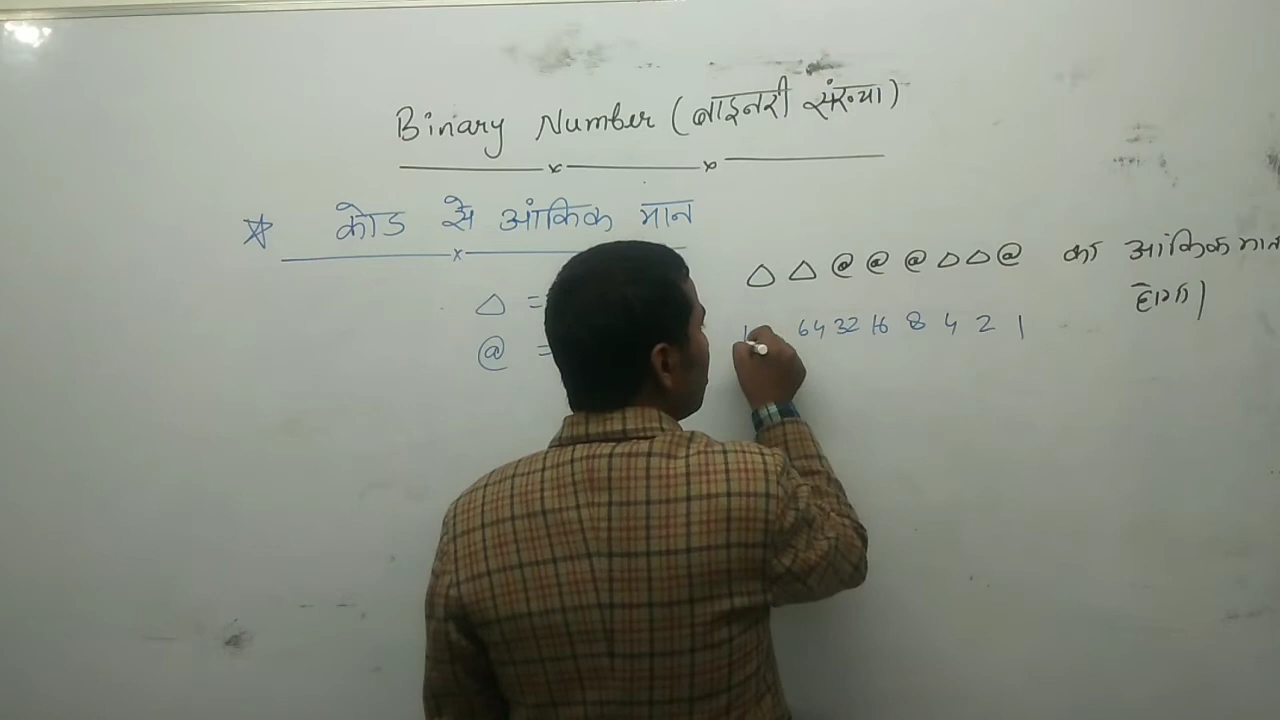 Binary Number (बाइनरी संख्या)
* कोड से आंकिक मान
△ =
@ =
△ △ @ @ @ △ △ @ का आंकिक मान
होगा।
64 32 16 8 4 2 1